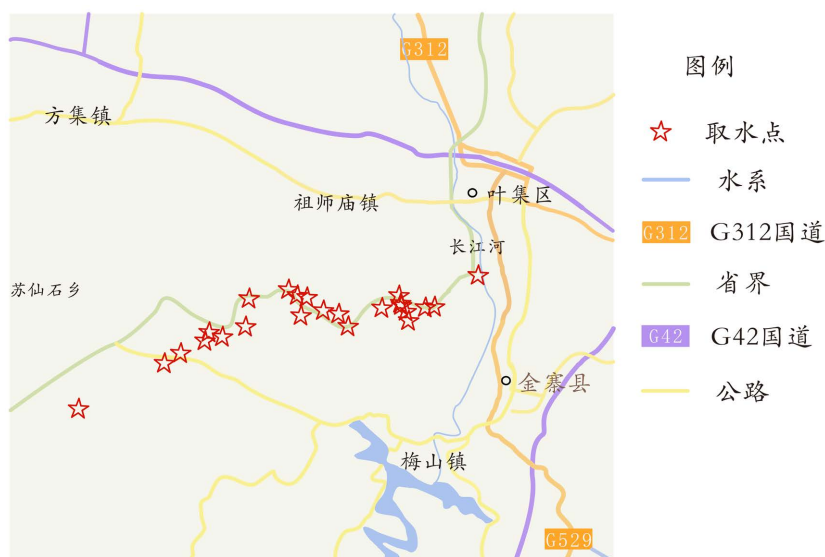 G312
方集镇
祖师庙镇
叶集区
长江河
苏仙石乡
金寨县
梅山镇
G529
图例
取水点
水系
G312 G312国道
省界
G42 G42国道
公路